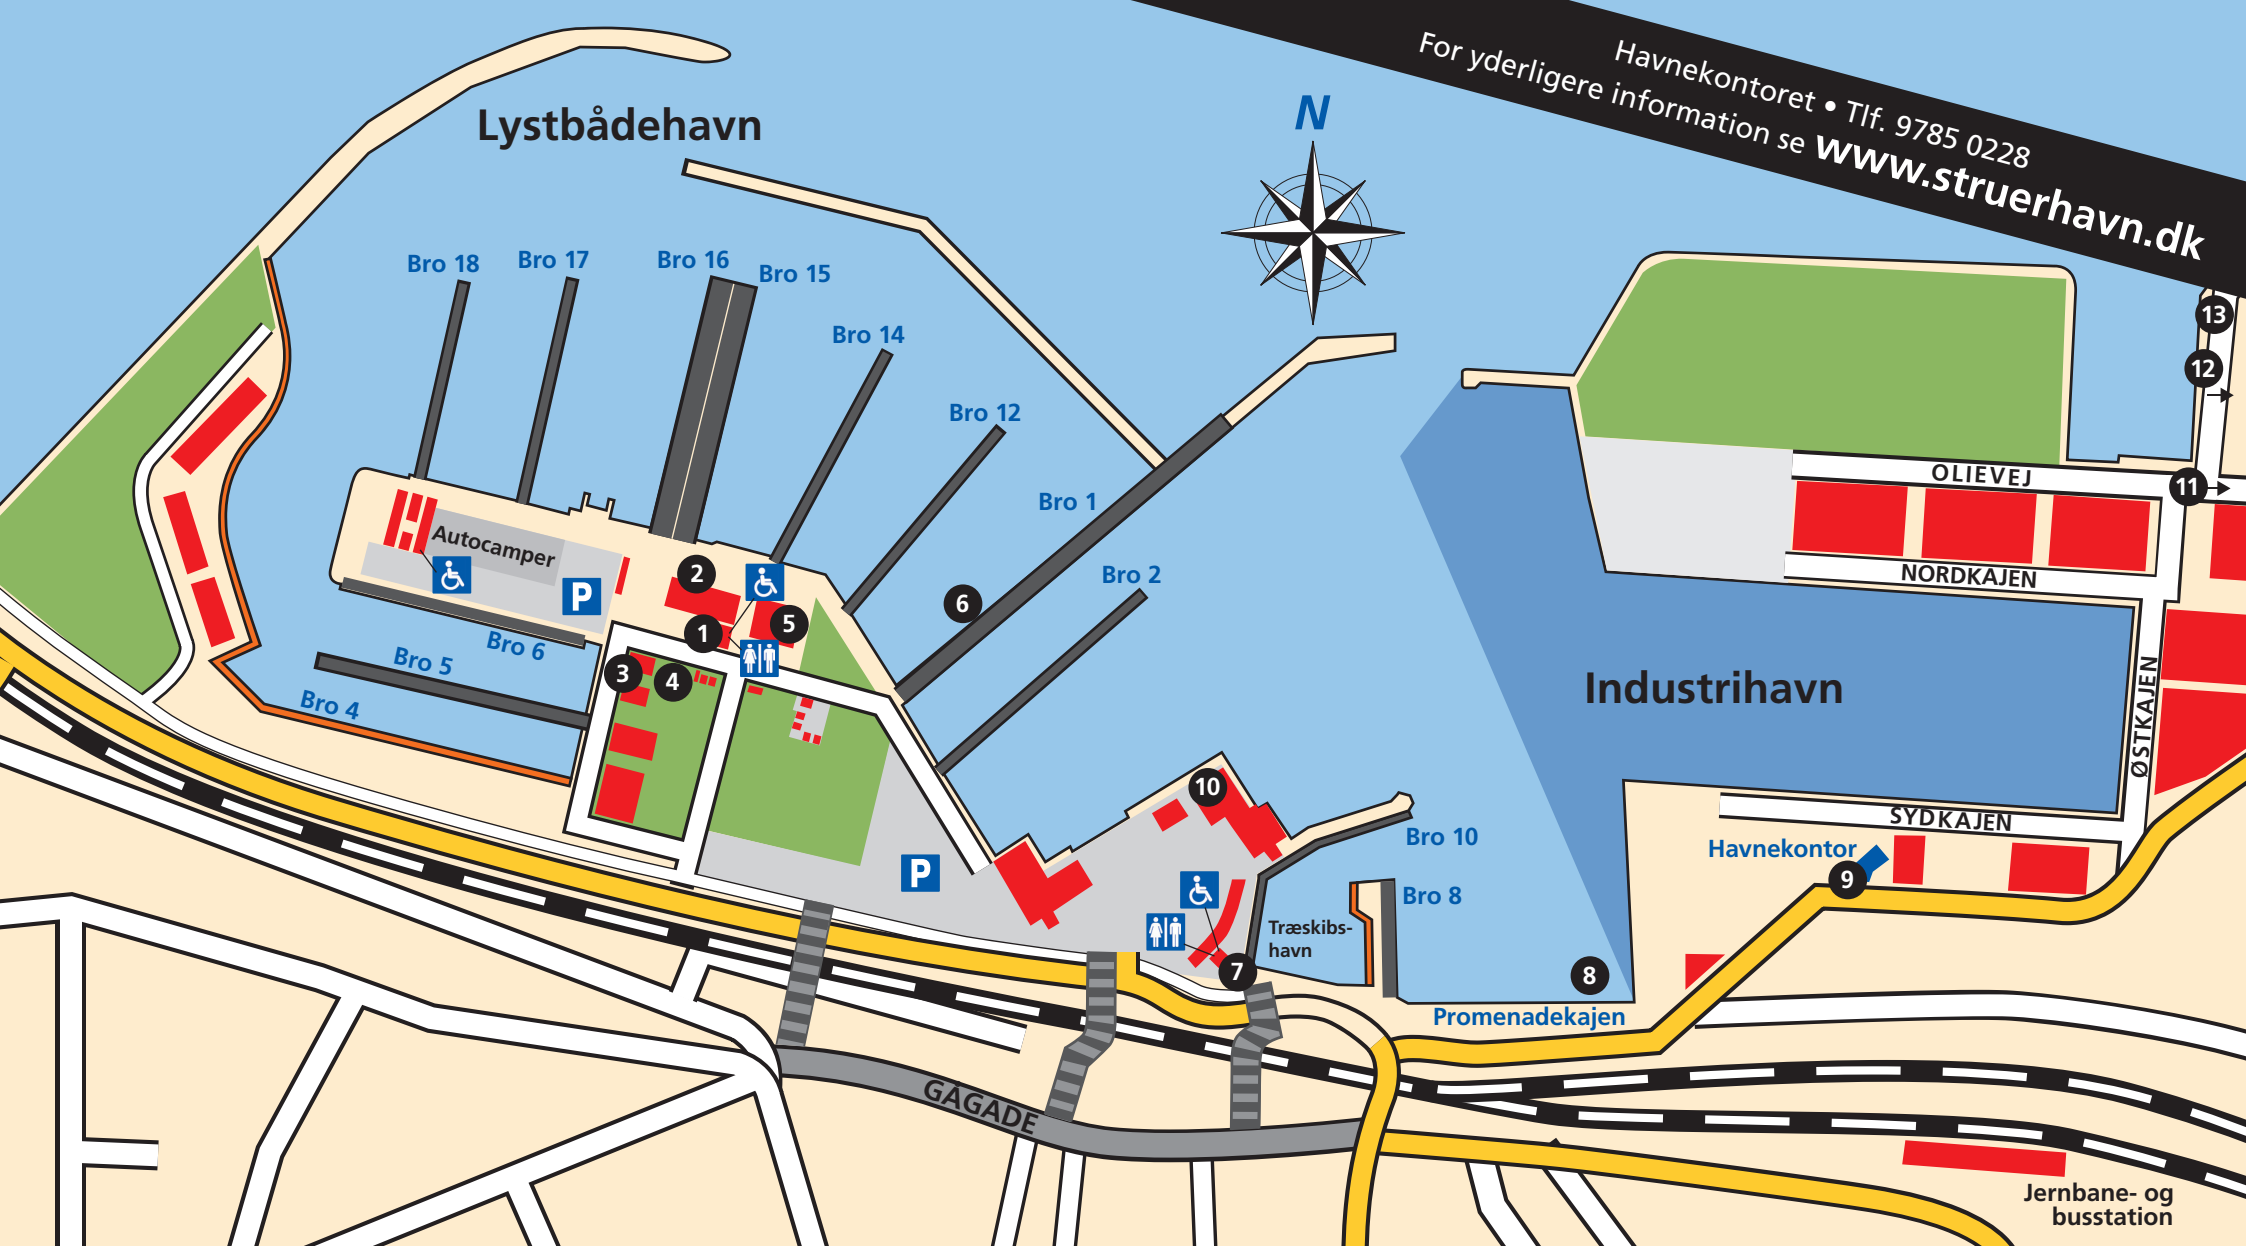 Havnekontoret • Tlf. 9785 0228
For yderligere information se www.struerhavn.dk
Lystbådehavn
N
Bro 18
Bro 17
Bro 16
Bro 15
Bro 14
Bro 12
Bro 1
Bro 2
Autocamper
P
Bro 6
Bro 5
Bro 4
2
1
5
3
4
6
P
10
7
Bro 10
Bro 8
Træskibs-
havn
8
Promenadekajen
Industrihavn
OLIEVEJ
NORDKAJEN
ØSTKAJEN
SYDKAJEN
Havnekontor
9
13
12
11
GÅGADE
Jernbane- og
busstation